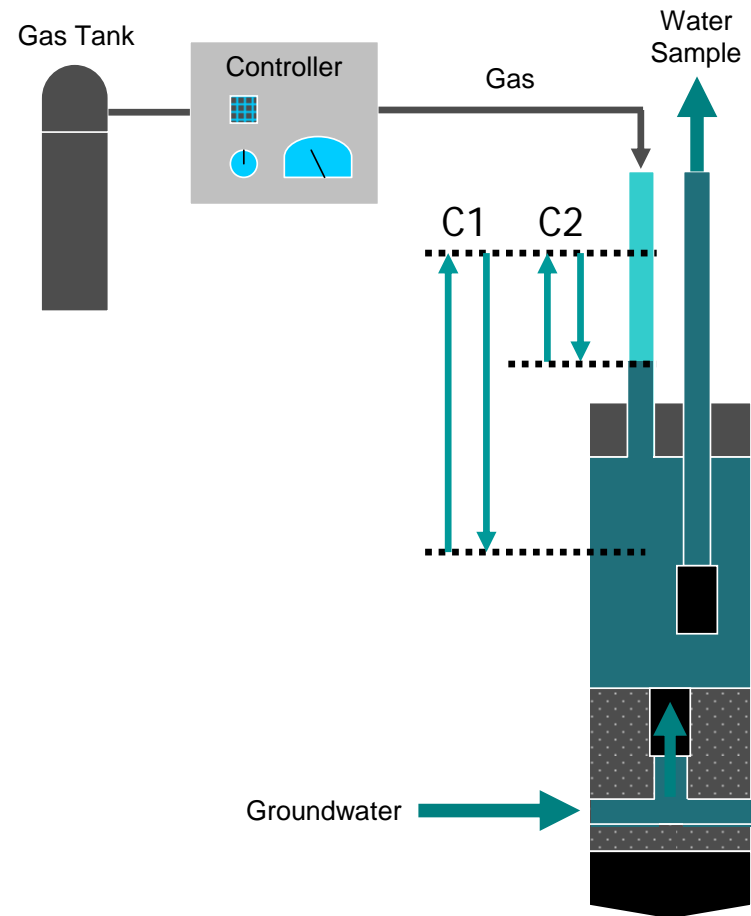 Gas Tank
Controller
Gas
Water
Sample
C1
C2
Groundwater